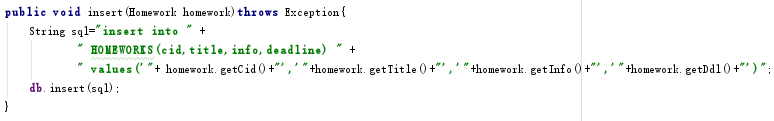 public void insert(Homework homework)throws Exception{
String sql="insert into " +
" HOMEWORKS(cid,title,info,deadline) " +
" values('"+ homework.getCid()+"','"+homework.getTitle()+"','"+homework.getInfo()+"','"+homework.getDdl()+"')";
db.insert(sql);
}